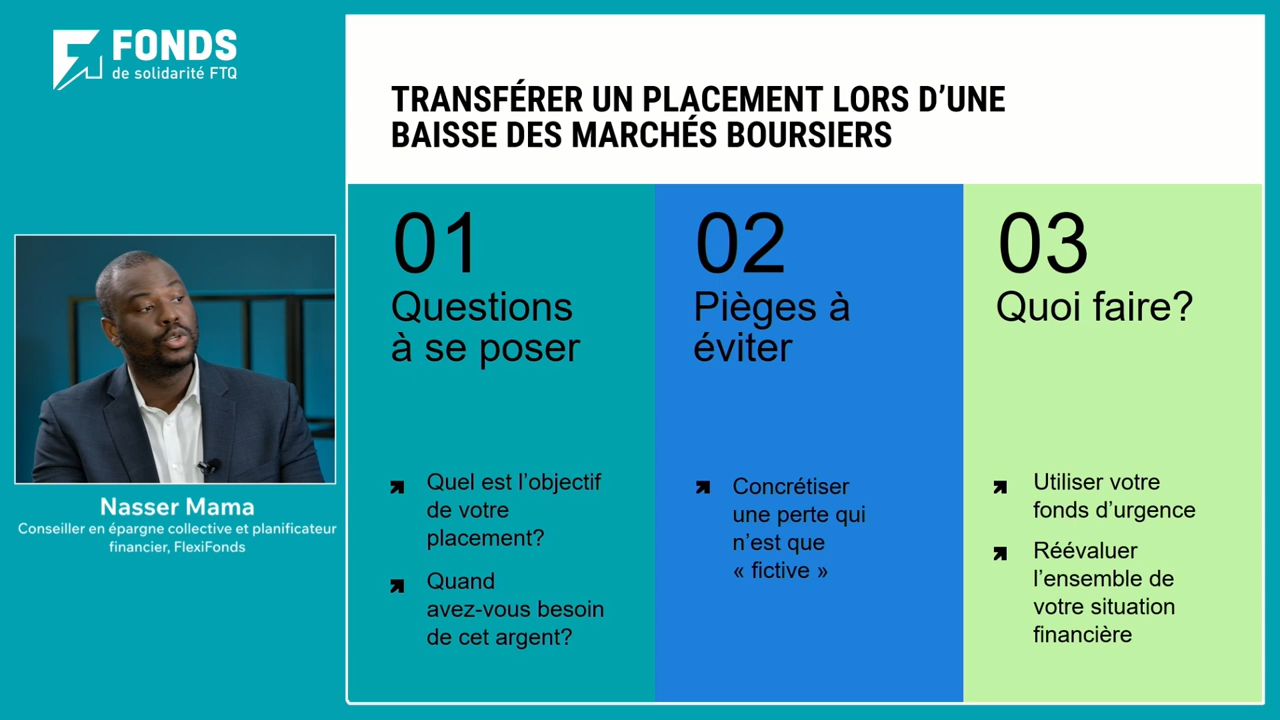 FONDS
de solidarité FTQ
TRANSFÉRER UN PLACEMENT LORS D’UNE
BAISSE DES MARCHÉS BOURSIERS
01
Questions
à se poser
Quel est l’objectif
de votre
placement?
Quand
avez-vous besoin
de cet argent?
02
Pièges à
éviter
Concrétiser
une perte qui
n’est que
« fictive »
03
Quoi faire?
Utiliser votre
fonds d’urgence
Réévaluer
l’ensemble de
votre situation
financière
Nasser Mama
Conseiller en épargne collective et planificateur
financier, FlexiFonds